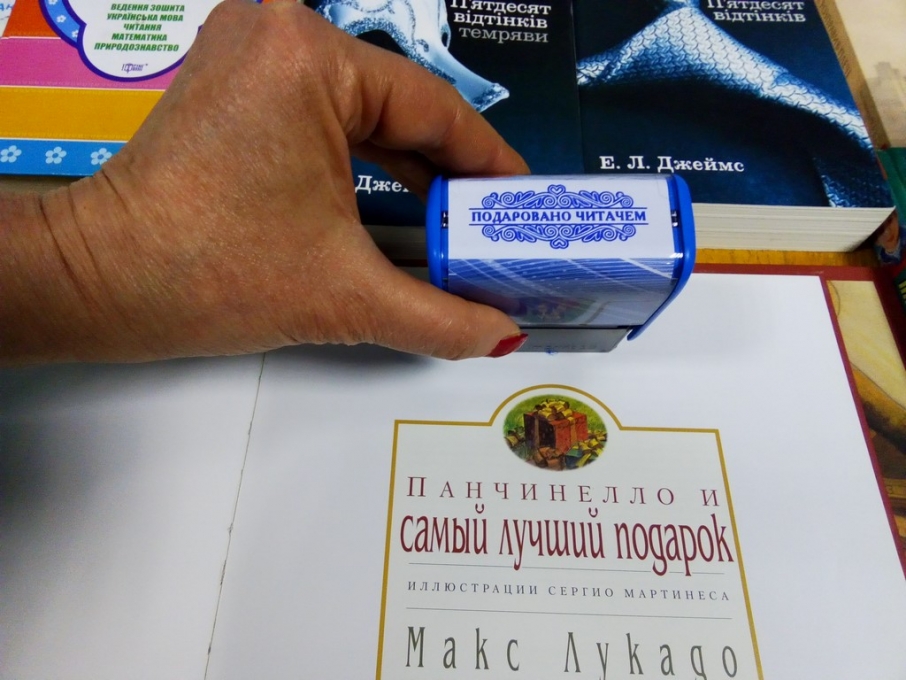 ВЕДЕННЯ ЗОШИТА
УКРАЇНСЬКА МОВА
ЧИТАННЯ
МАТЕМАТИКА
ПРИРОДОЗНАВСТВО
П'ятдесят
відтінків
темряви
П'ятдесят
відтінків
Е. Л. Джеймс
ПОДАРОВАНО ЧИТАЧЕМ
ПАНЧИНЕЛЛО И
самый лучший подарок
ИЛЛЮСТРАЦИИ СЕРГИО МАРТИНЕСА
Макс Лукадо